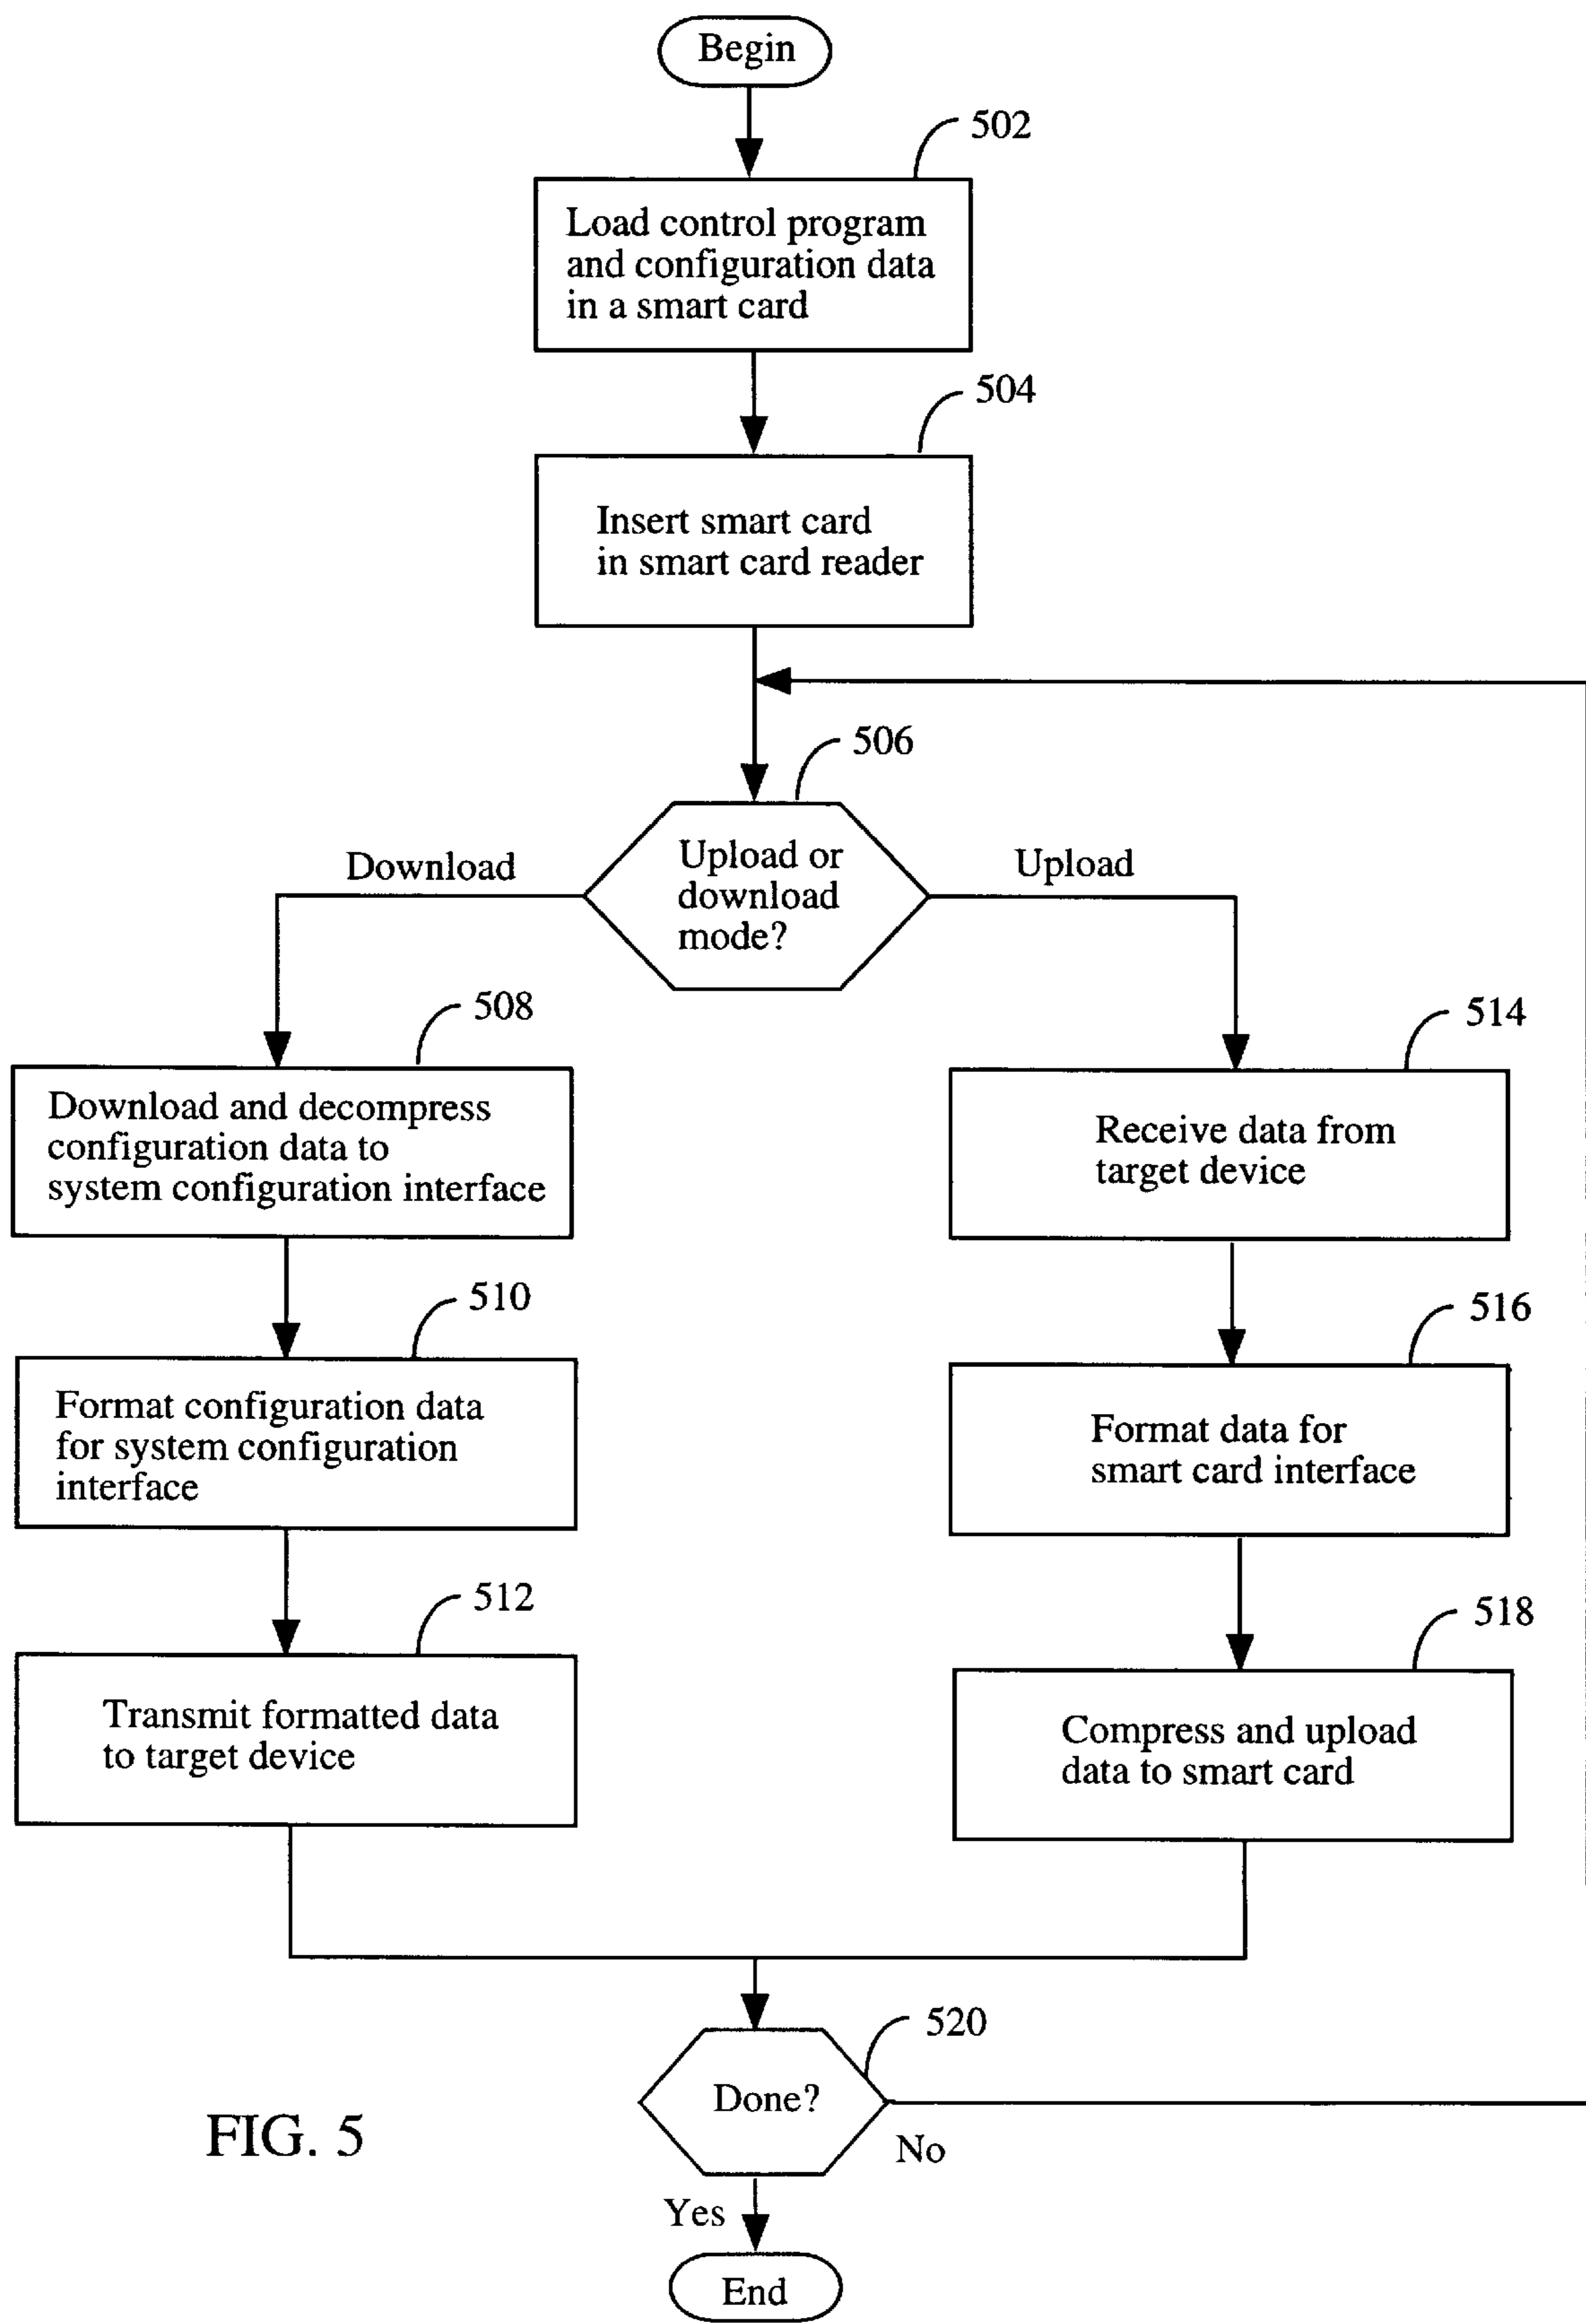 Begin
502
Load control program
and configuration data
in a smart card
504
Insert smart card
in smart card reader
506
Upload or
download
mode?
Download
Upload
508
Download and decompress
configuration data to
system configuration interface
514
Receive data from
target device
510
Format configuration data
for system configuration
interface
516
Format data for
smart card interface
512
Transmit formatted data
to target device
518
Compress and upload
data to smart card
520
Done?
No
Yes
End
FIG. 5